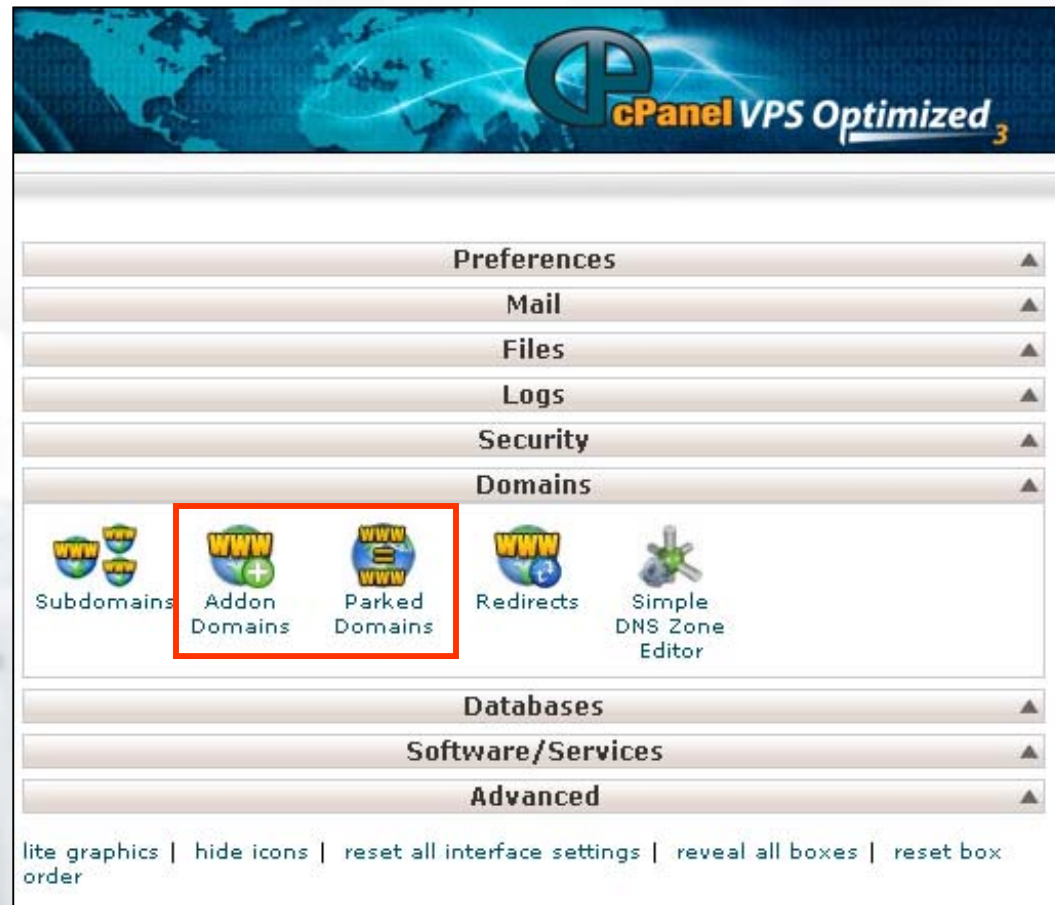 cPanel VPS Optimized 3
Preferences
Mail
Files
Logs
Security
Domains
Subdomains
Addon
Domains
Parked
Domains
Redirects
Simple
DNS Zone
Editor
Databases
Software/Services
Advanced
lite graphics | hide icons | reset all interface settings | reveal all boxes | reset box
order